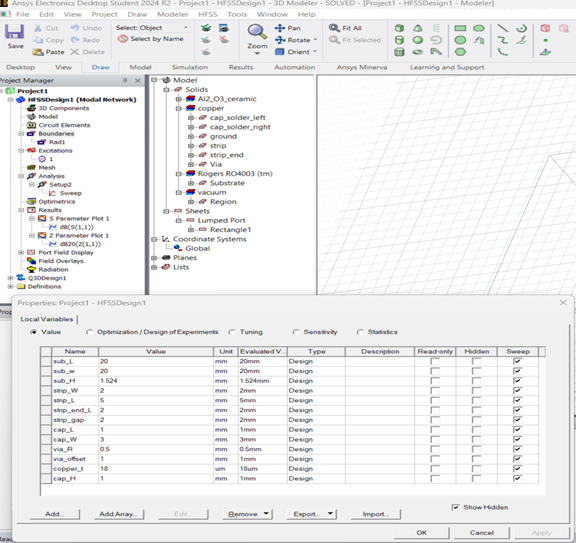 Ansys Electronics Desktop Student 2024 R2 - Project1 - HFSSDesign1 - 3D Modeler - SOLVED - [Project1 - HFSSDesign1 - Modeler]
File Edit View Project Draw Modeler HFSS Tools Window Help
Save
Cut
Copy
Paste
Undo
Redo
Delete
Select: Object
Select by Name
Zoom
Pan
Rotate
Orient
Fit All
Fit Selected
Desktop View Draw Model Simulation Results Automation Ansys Minerva Learning and Support
Project Manager
Project1
HFSSDesign1 (Modal Network)
3D Components
Model
Circuit Elements
Boundaries
Rad1
Excitations
1
Mesh
Analysis
Setup2
Sweep
Optimetrics
Results
S Parameter Plot 1
dB(S(1,1))
Z Parameter Plot 1
dB20(Z(1,1))
Port Field Display
Field Overlays
Radiation
Q3DDesign1
Definitions
Model
Solids
Al2_O3_ceramic
copper
cap_solder_left
cap_solder_right
ground
strip
strip_end
Via
Rogers RO4003 (tm)
Substrate
vacuum
Region
Sheets
Lumped Port
Rectangle1
Coordinate Systems
Global
Planes
Lists
Prop
Properties: Project1 - HFSSDesign1
Local Variables
Value Optimization / Design of Experiments Tuning Sensitivity Statistics
Name Value Unit Evaluated V... Type Description Read-only Hidden Sweep
sub_L 20 mm 20mm Design
sub_w 20 mm 20mm Design
sub_H 1.524 mm 1.524mm Design
strip_W 2 mm 2mm Design
strip_L 5 mm 5mm Design
strip_end_L 2 mm 2mm Design
strip_gap 2 mm 2mm Design
cap_L 1 mm 1mm Design
cap_W 3 mm 3mm Design
via_R 0.5 mm 0.5mm Design
via_offset 1 mm 1mm Design
copper_t 18 um 18um Design
cap_H 1 mm 1mm Design
Show Hidden
Add... Add Array... Edit... Remove Export... Import...
OK Cancel Apply